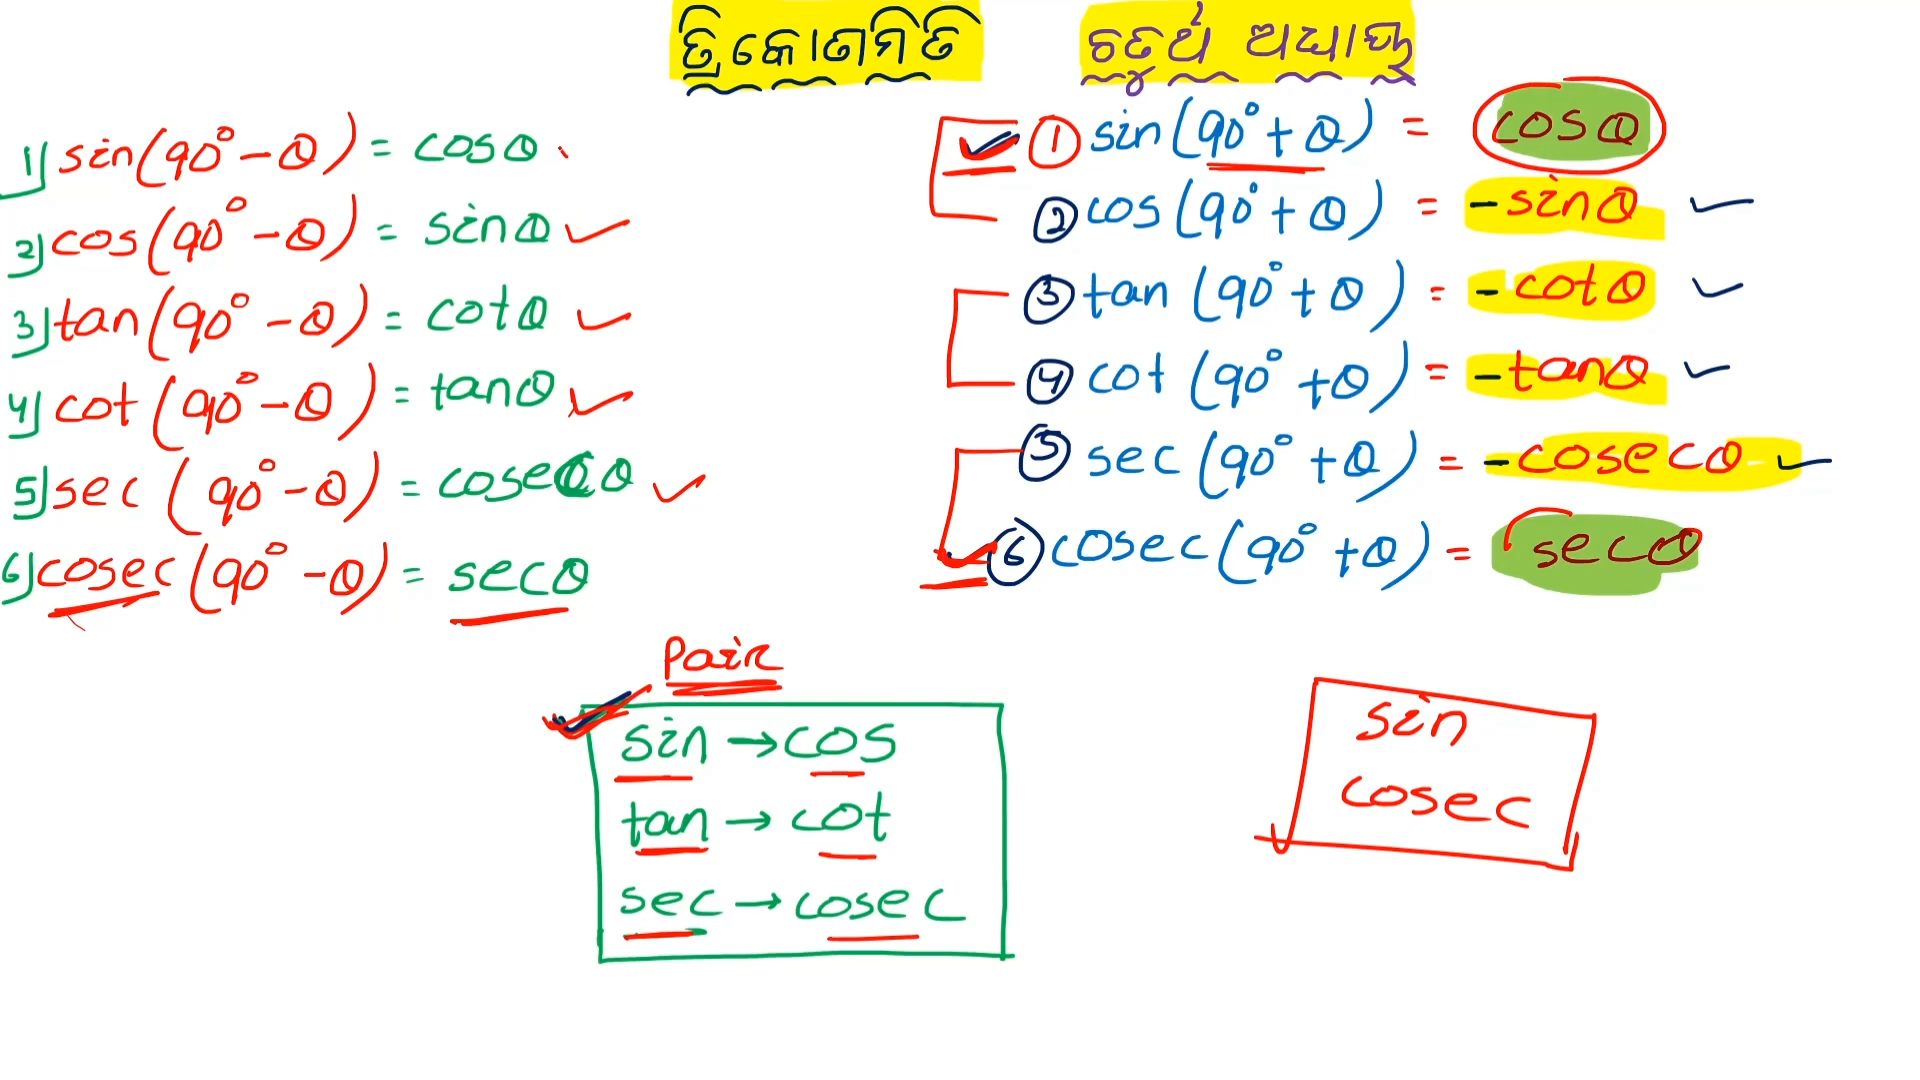 ତ୍ରିକୋଣମିତି ଚତୁର୍ଥ ଅଧ୍ୟାୟ
1) sin(90° - θ) = cosθ
2) cos(90° - θ) = sinθ
3) tan(90° - θ) = cotθ
4) cot(90° - θ) = tanθ
5) sec(90° - θ) = cosecθ
6) cosec(90° - θ) = secθ
① sin(90° + θ) = cosθ
② cos(90° + θ) = -sinθ
③ tan(90° + θ) = -cotθ
④ cot(90° + θ) = -tanθ
⑤ sec(90° + θ) = -cosecθ
⑥ cosec(90° + θ) = secθ
Pair
sin → cos
tan → cot
sec → cosec
sin
cosec